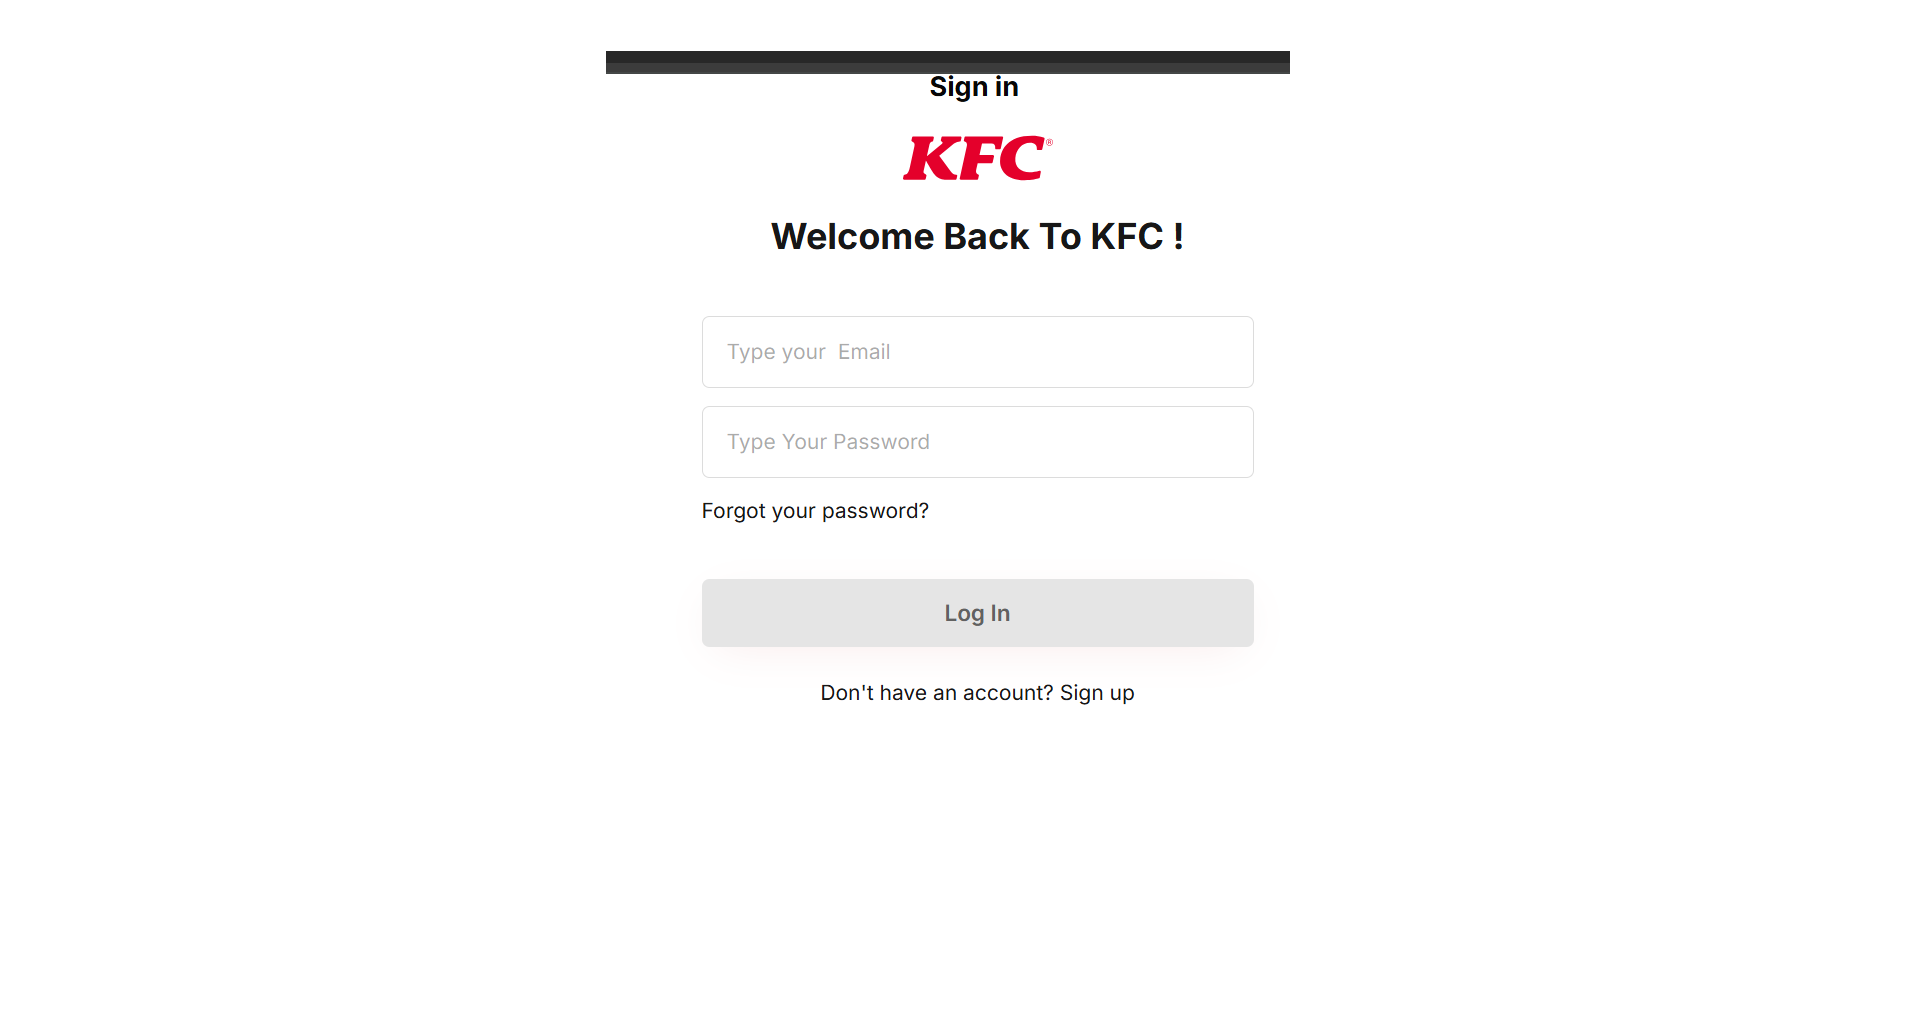 Sign in
KFC®
Welcome Back To KFC !
Type your  Email
Type Your Password
Forgot your password?
Log In
Don't have an account? Sign up